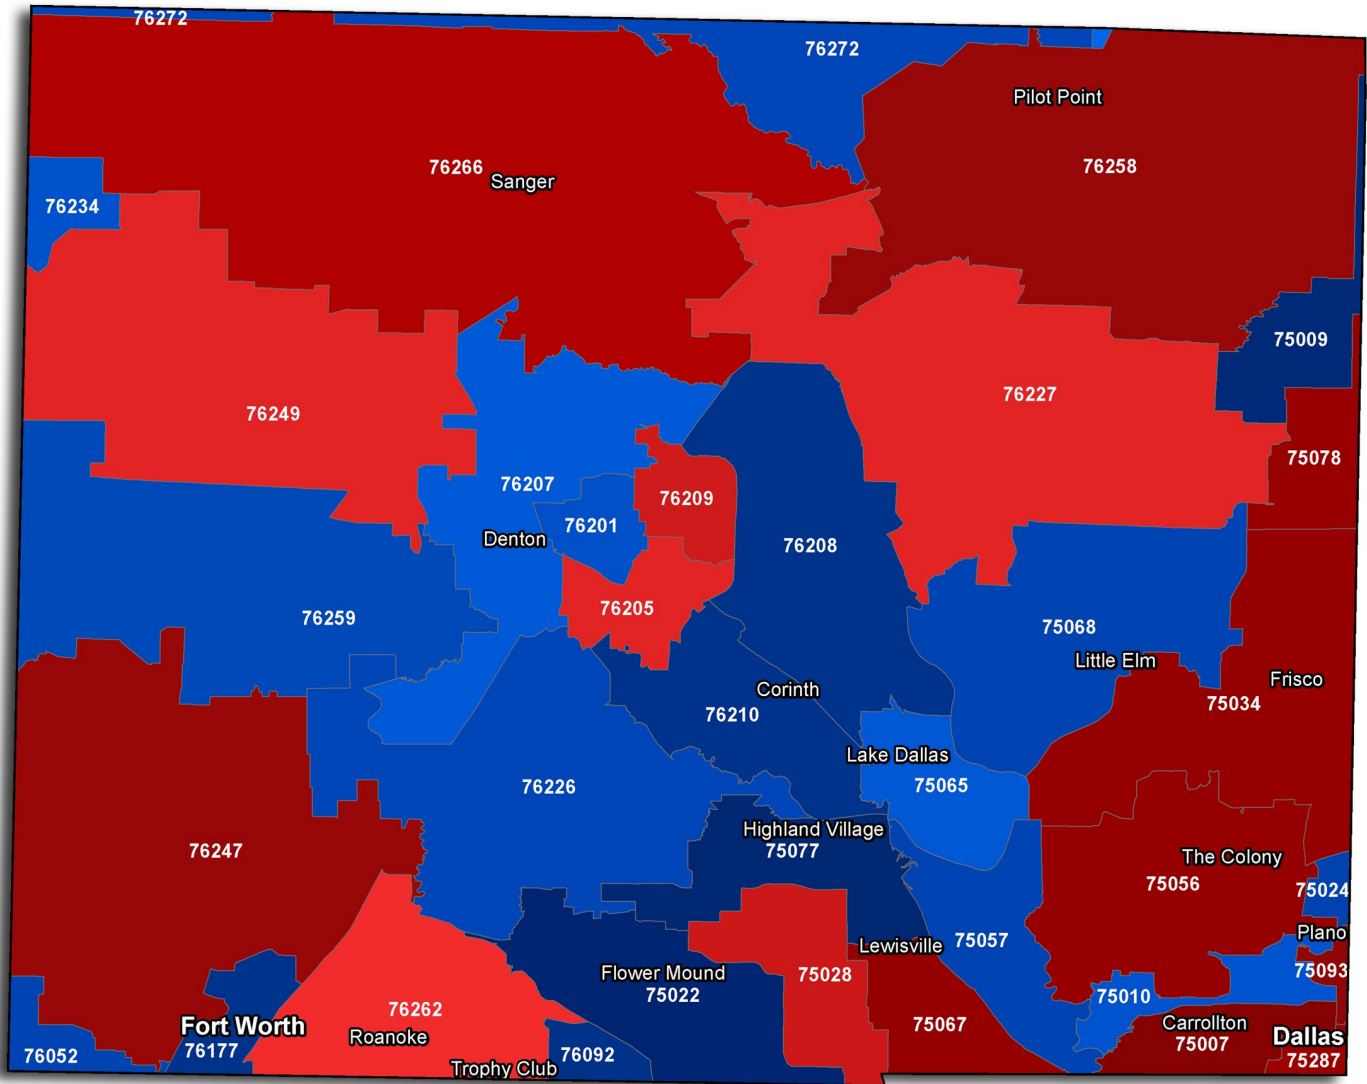 76272
76272
Pilot Point
76266
Sanger
76258
76234
75009
76249
76227
75078
76207
76209
76201
Denton
76208
76205
76259
75068
Little Elm
Frisco
Corinth
76210
75034
Lake Dallas
75065
76226
Highland Village
75077
76247
The Colony
75056
75024
Plano
75057
Lewisville
Flower Mound
75022
75028
75093
75010
76262
Roanoke
Fort Worth
76177
75067
Carrollton
75007
Dallas
75287
76052
76092
Trophy Club